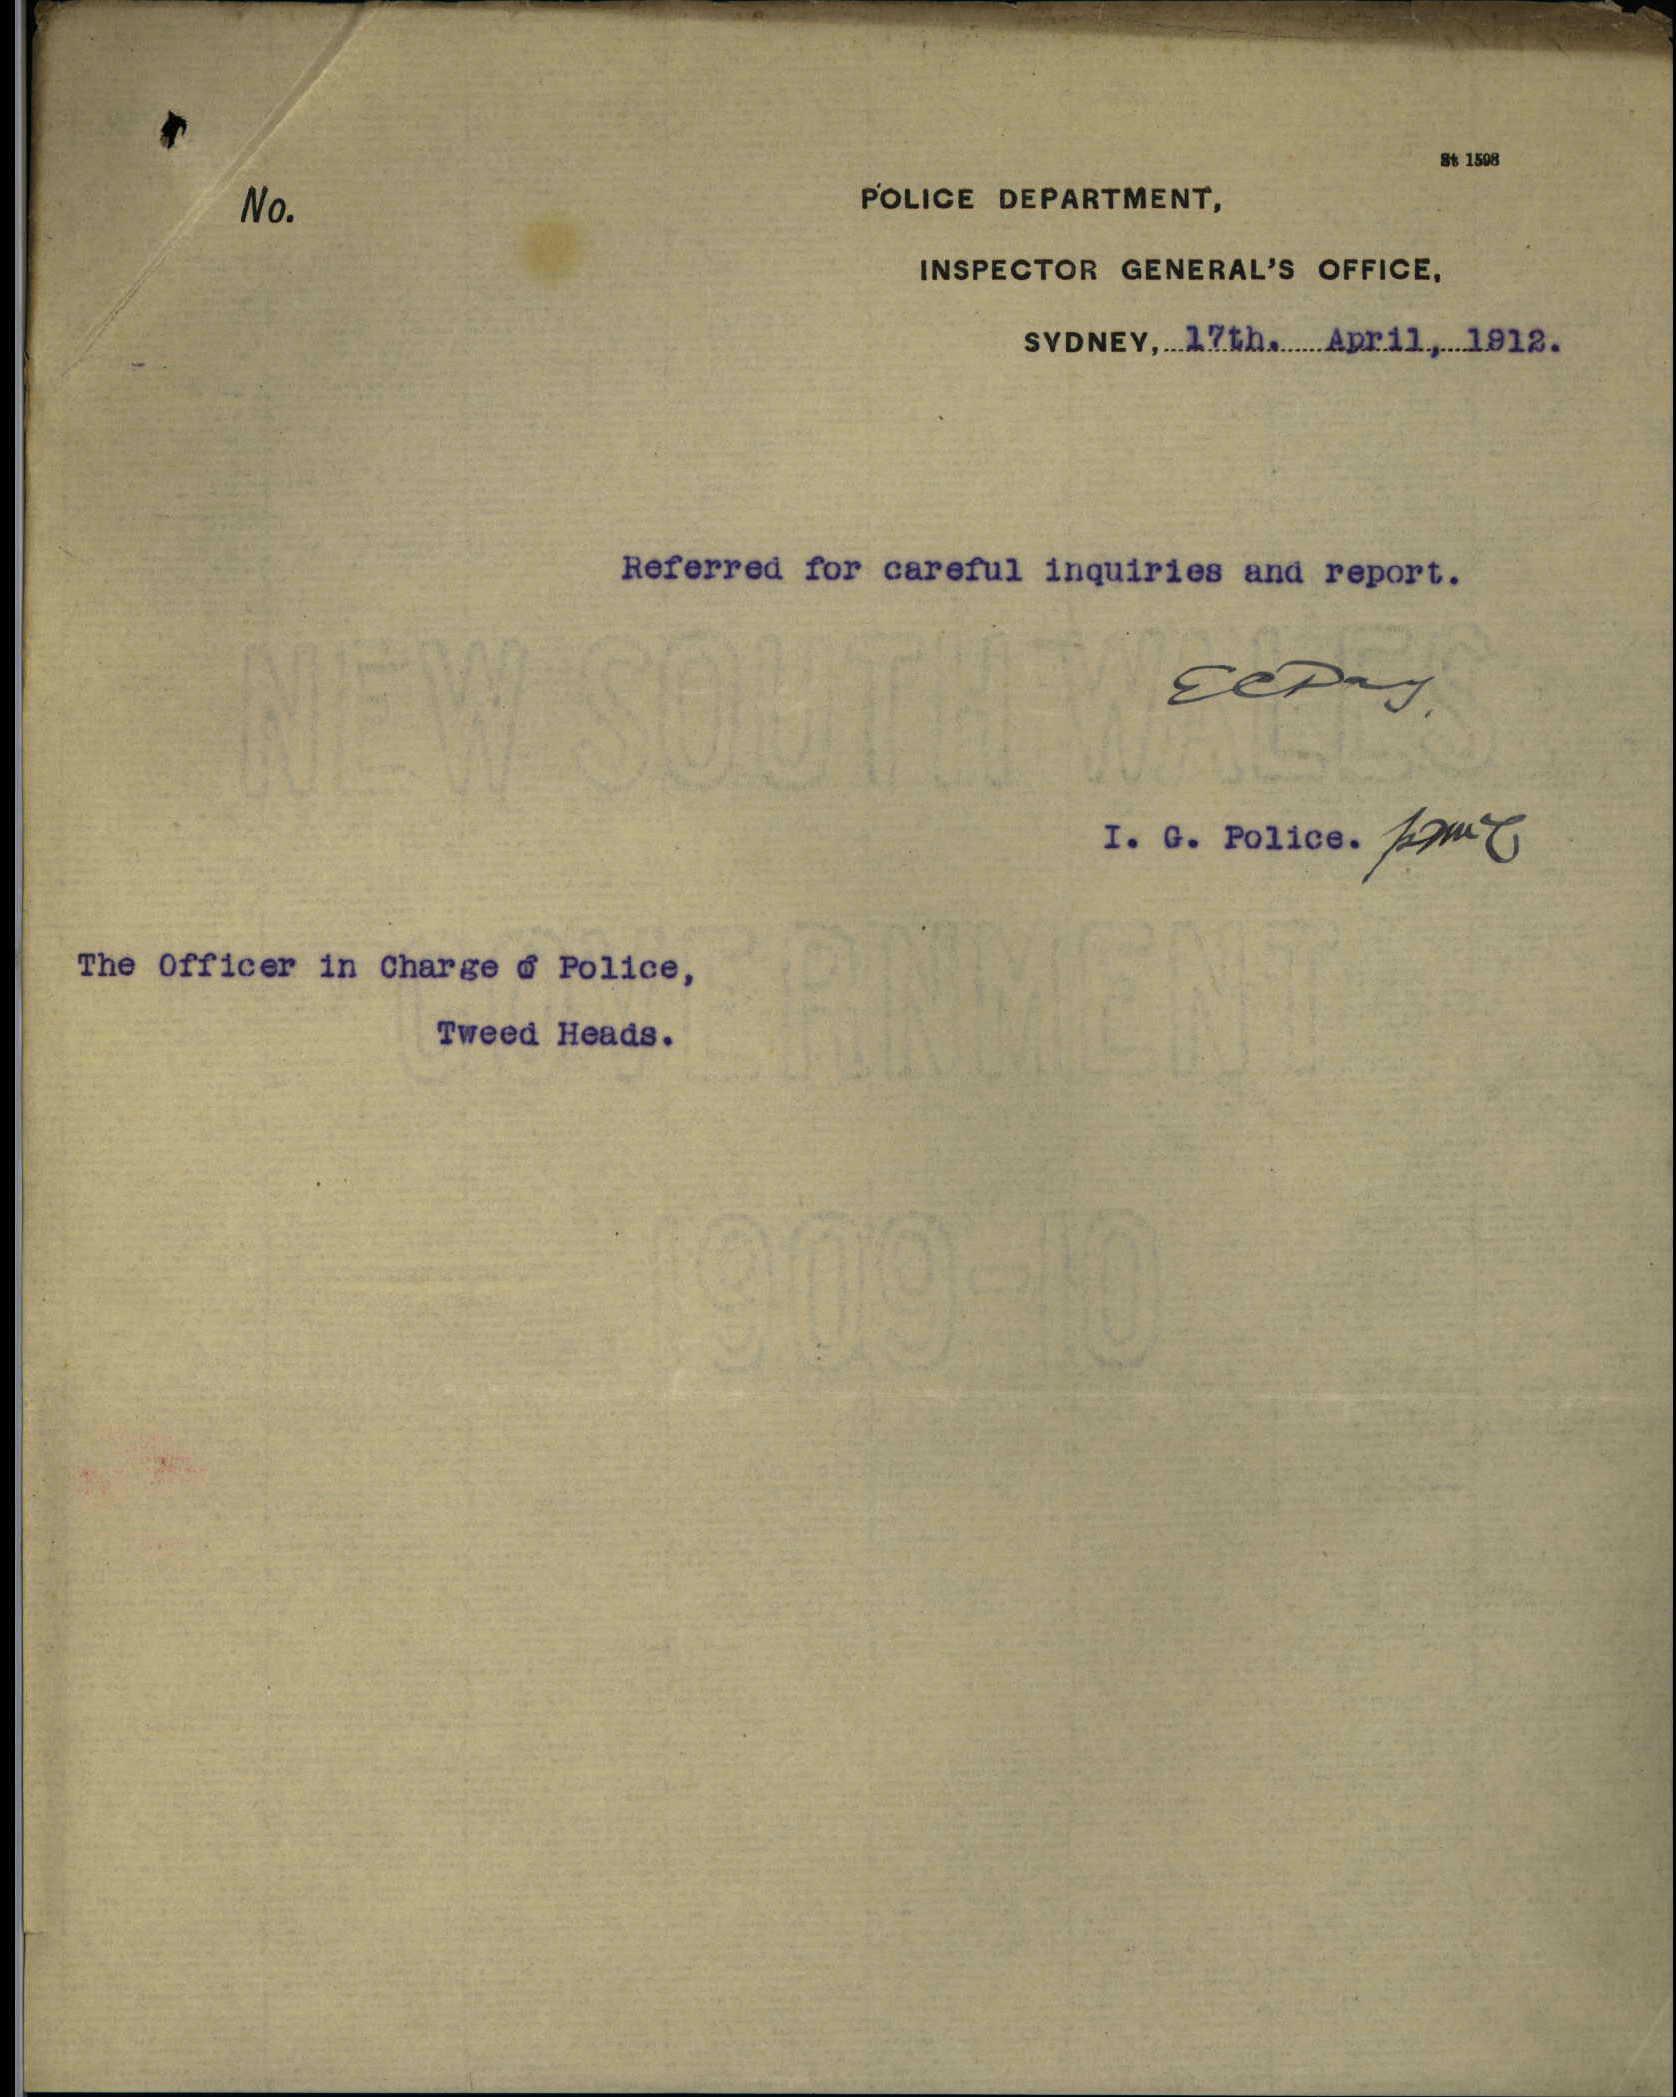 St 1598
No.
POLICE DEPARTMENT,
INSPECTOR GENERAL'S OFFICE,
SYDNEY, 17th. April, 1912.
Referred for careful inquiries and report.
E C Day.
I. G. Police.
The Officer in Charge of Police,
Tweed Heads.
NEW SOUTH WALES
GOVERNMENT
1909-10